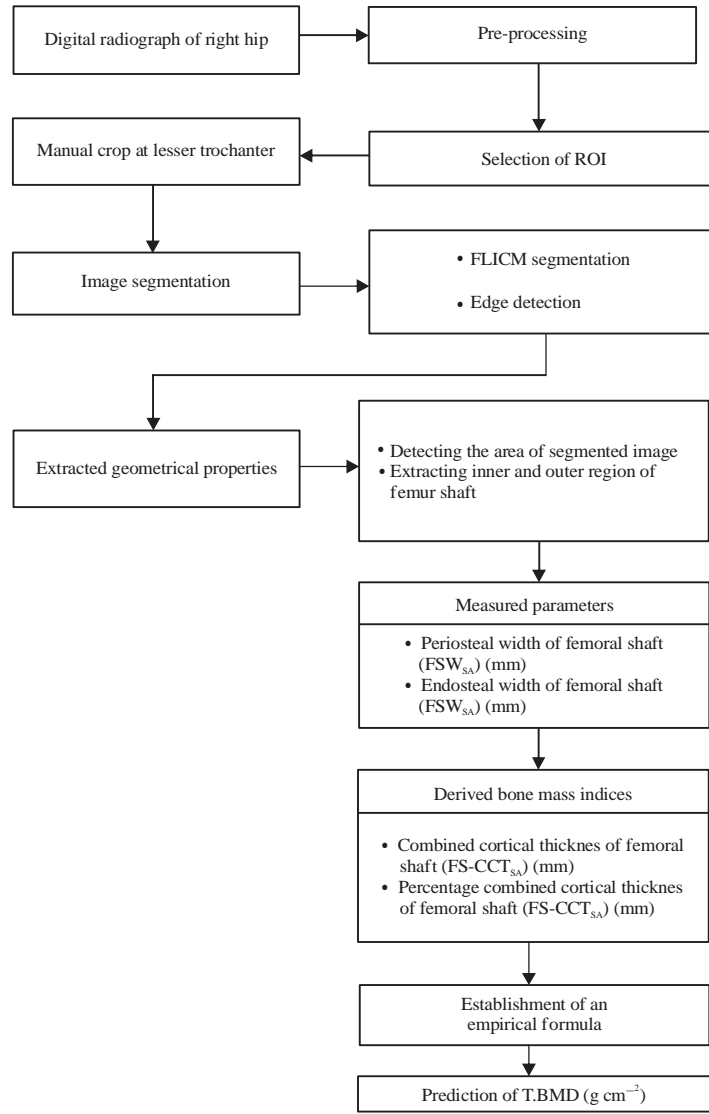 Digital radiograph of right hip
Pre-processing
Selection of ROI
Manual crop at lesser trochanter
Image segmentation
• FLICM segmentation
• Edge detection
Extracted geometrical properties
• Detecting the area of segmented image
• Extracting inner and outer region of
femur shaft
Measured parameters
• Periosteal width of femoral shaft
(FSW_SA) (mm)
• Endosteal width of femoral shaft
(FSW_SA) (mm)
Derived bone mass indices
• Combined cortical thicknes of femoral
shaft (FS-CCT_SA) (mm)
• Percentage combined cortical thicknes
of femoral shaft (FS-CCT_SA) (mm)
Establishment of an
empirical formula
Prediction of T.BMD (g cm⁻²)